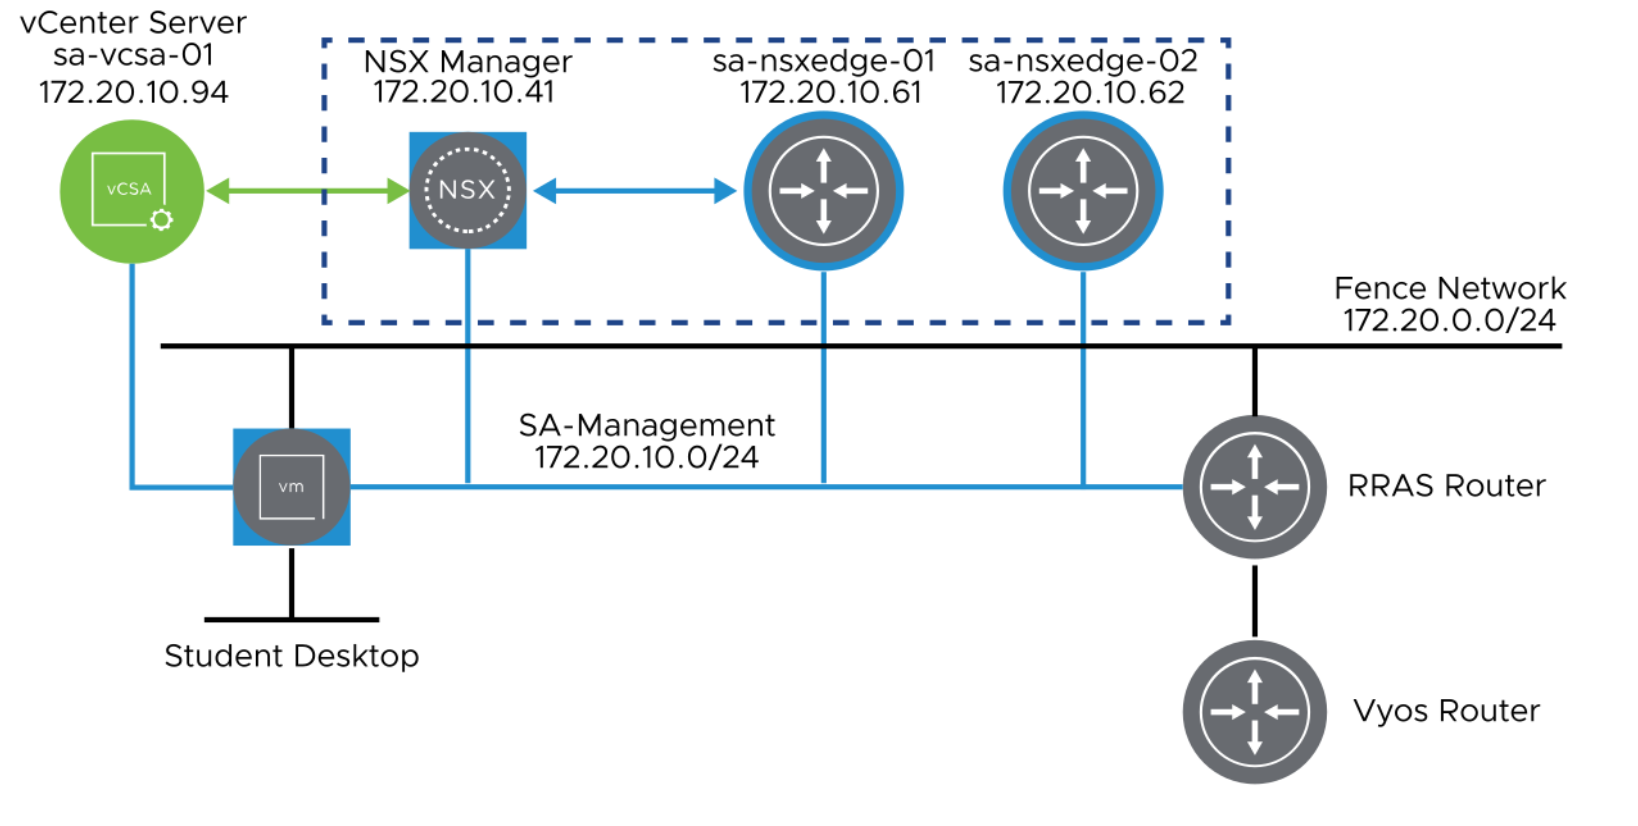 vCenter Server
sa-vcsa-01
172.20.10.94
NSX Manager
172.20.10.41
sa-nsxedge-01
172.20.10.61
sa-nsxedge-02
172.20.10.62
vCSA
NSX
Fence Network
172.20.0.0/24
SA-Management
172.20.10.0/24
vm
RRAS Router
Student Desktop
Vyos Router